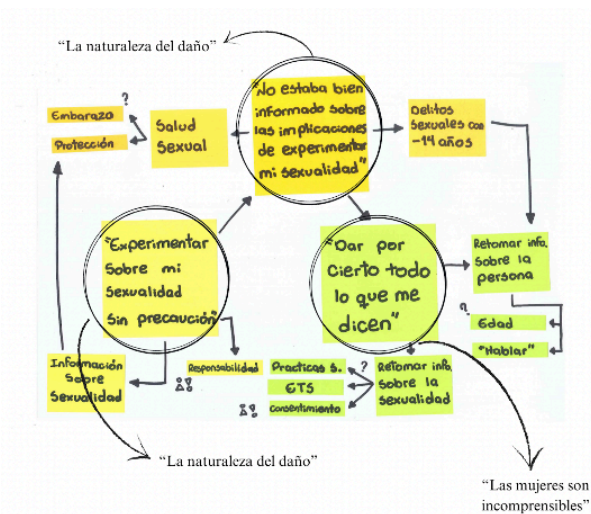 “La naturaleza del daño”
“No estaba bien
informado sobre
las implicaciones
de experimentar
mi sexualidad”
Embarazo
?
Protección
Salud
Sexual
Delitos
Sexuales con
-14 años
“Experimentar
Sobre mi
Sexualidad
Sin precaución”
“Dar por
cierto todo
lo que me
dicen”
Retomar info.
Sobre la
persona
?
Edad
“Hablar”
Información
Sobre
Sexualidad
Responsabilidad
Practicas S.
?
ETS
Consentimiento
Retomar info.
sobre la
sexualidad
“La naturaleza del daño”
“Las mujeres son
incomprensibles”